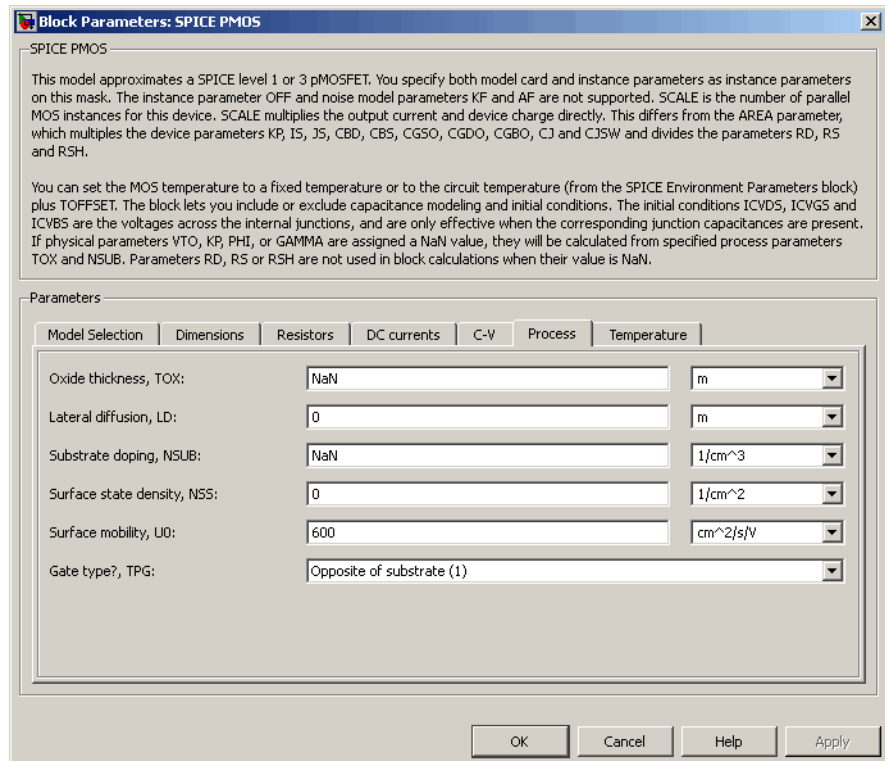 Block Parameters: SPICE PMOS
SPICE PMOS
This model approximates a SPICE level 1 or 3 pMOSFET. You specify both model card and instance parameters as instance parameters
on this mask. The instance parameter OFF and noise model parameters KF and AF are not supported. SCALE is the number of parallel
MOS instances for this device. SCALE multiplies the output current and device charge directly. This differs from the AREA parameter,
which multiples the device parameters KP, IS, JS, CBD, CBS, CGSO, CGDO, CGBO, CJ and CJSW and divides the parameters RD, RS
and RSH.
You can set the MOS temperature to a fixed temperature or to the circuit temperature (from the SPICE Environment Parameters block)
plus TOFFSET. The block lets you include or exclude capacitance modeling and initial conditions. The initial conditions ICVDS, ICVGS and
ICVBS are the voltages across the internal junctions, and are only effective when the corresponding junction capacitances are present.
If physical parameters VTO, KP, PHI, or GAMMA are assigned a NaN value, they will be calculated from specified process parameters
TOX and NSUB. Parameters RD, RS or RSH are not used in block calculations when their value is NaN.
Parameters
Model Selection Dimensions Resistors DC currents C-V Process Temperature
Oxide thickness, TOX: NaN m
Lateral diffusion, LD: 0 m
Substrate doping, NSUB: NaN 1/cm^3
Surface state density, NSS: 0 1/cm^2
Surface mobility, U0: 600 cm^2/s/V
Gate type?, TPG: Opposite of substrate (1)
OK Cancel Help Apply